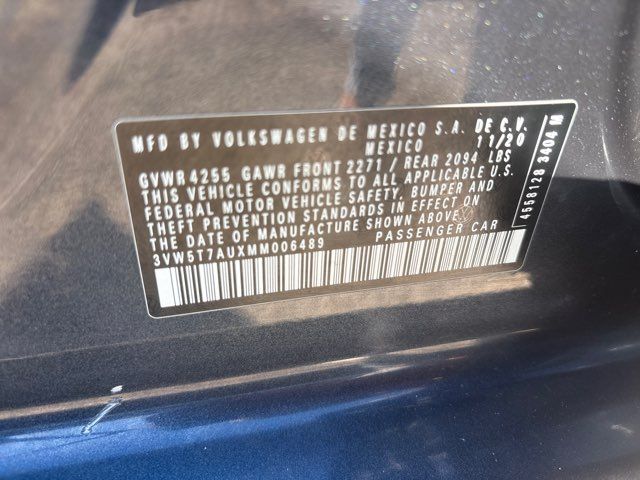 MFD BY VOLKSWAGEN DE MEXICO S.A. DE C.V.
MEXICO 11/20
GVWR 4255 GAWR FRONT 2271 / REAR 2094 LBS
THIS VEHICLE CONFORMS TO ALL APPLICABLE U.S.
FEDERAL MOTOR VEHICLE SAFETY, BUMPER AND
THEFT PREVENTION STANDARDS IN EFFECT ON
THE DATE OF MANUFACTURE SHOWN ABOVE.
3VW5T7AUXMM006489 PASSENGER CAR
4558128 3404 M